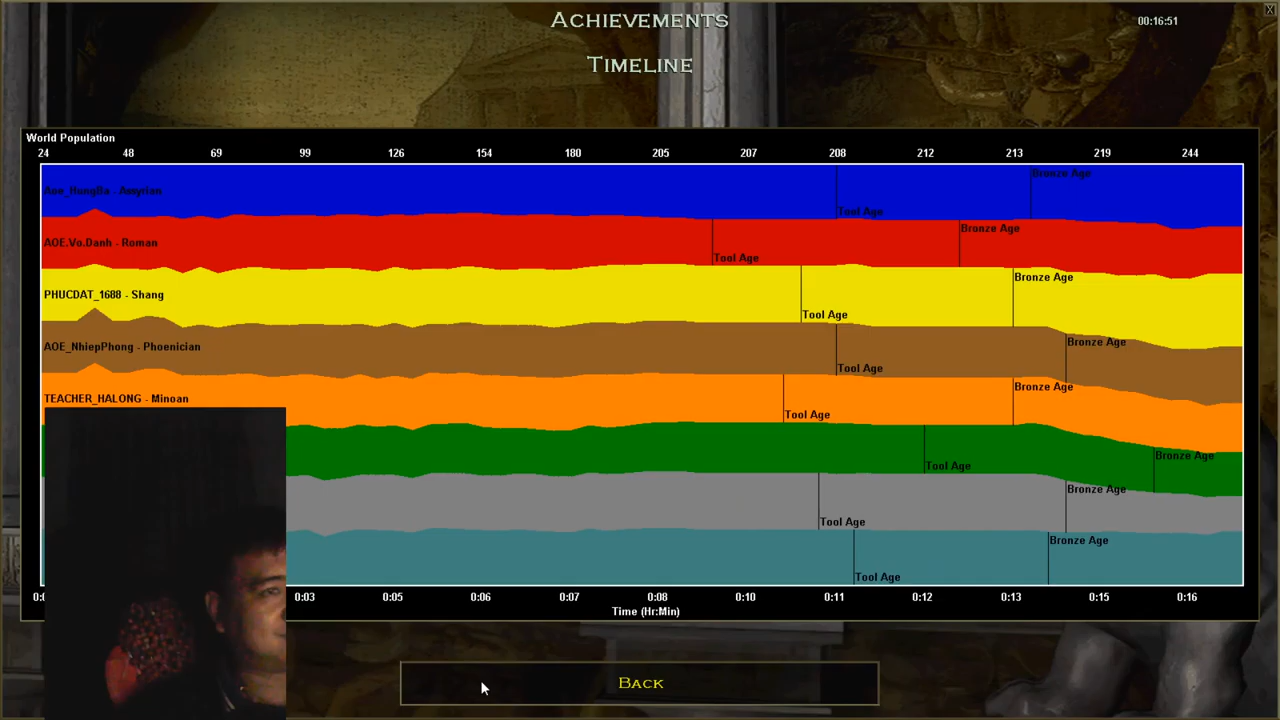 ACHIEVEMENTS
00:16:51
X
TIMELINE
World Population
24 48 69 99 126 154 180 205 207 208 212 213 219 244
Aoe_HungBa - Assyrian
Tool Age
Bronze Age
AOE.Vo.Danh - Roman
Tool Age
Bronze Age
PHUCDAT_1688 - Shang
Tool Age
Bronze Age
AOE_NhiepPhong - Phoenician
Tool Age
Bronze Age
TEACHER_HALONG - Minoan
Tool Age
Bronze Age
Tool Age
Bronze Age
Tool Age
Bronze Age
Tool Age
Bronze Age
0:03 0:05 0:06 0:07 0:08 0:10 0:11 0:12 0:13 0:15 0:16
Time (Hr:Min)
BACK